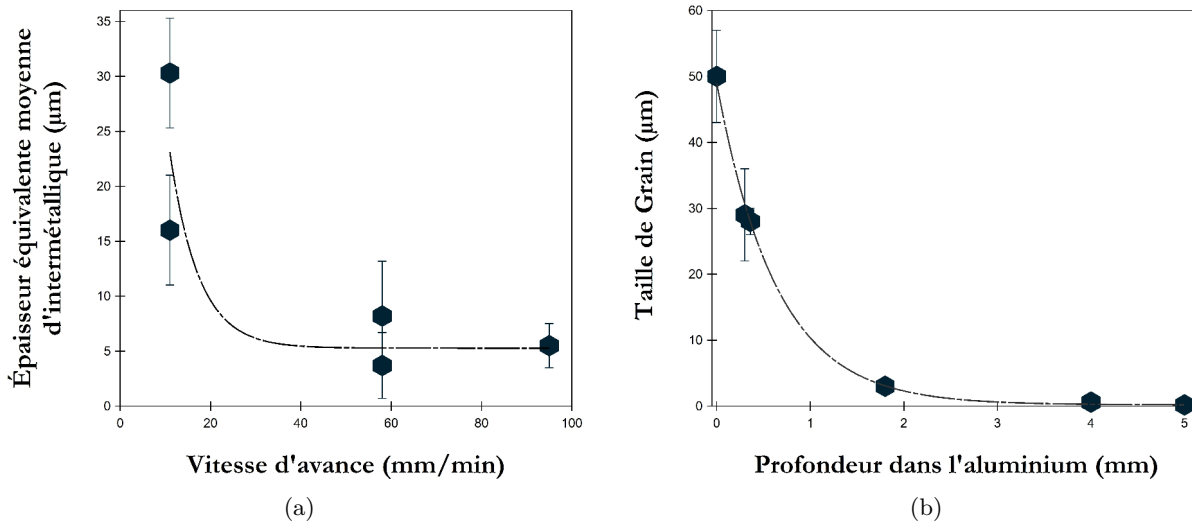 Épaisseur équivalente moyenne
d'intermétallique (µm)
35
30
25
20
15
10
5
0
0 20 40 60 80 100
Vitesse d'avance (mm/min)
(a)
Taille de Grain (µm)
60
50
40
30
20
10
0
0 1 2 3 4 5
Profondeur dans l'aluminium (mm)
(b)